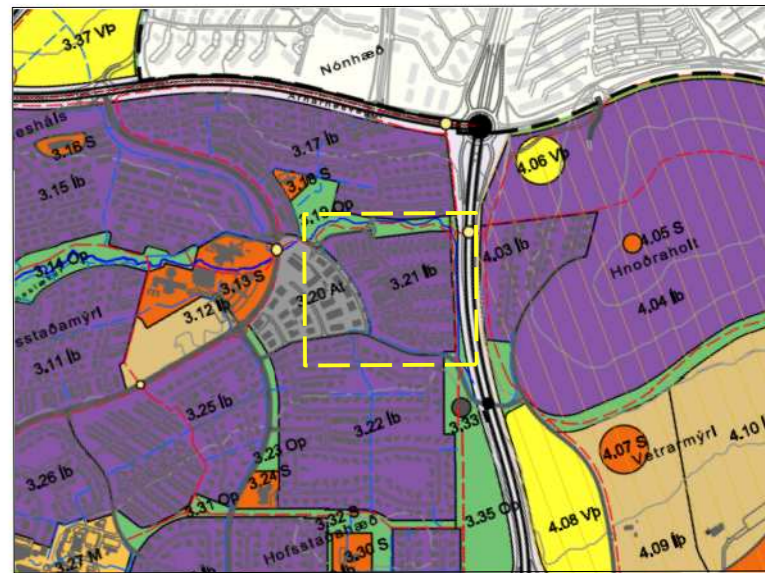 3.37 Vþ
Nónhæð
3.16 S
3.17 Íb
4.06 Vþ
3.15 Íb
3.18 S
3.19 Op
4.03 Íb
4.05 S
Hnoðraholt
3.14 Op
3.13 S
3.20 At
3.21 Íb
4.04 Íb
3.12 Íþ
3.11 Íb
3.25 Íb
3.22 Íb
3.33
4.07 S
Vetrarmýri
4.10
3.26 Íb
3.23 Op
3.24 S
3.31 Op
3.32 S
3.35 Op
4.08 Vþ
Hofsstaðahæð
3.30 S
3.27 M
4.09 Íþ